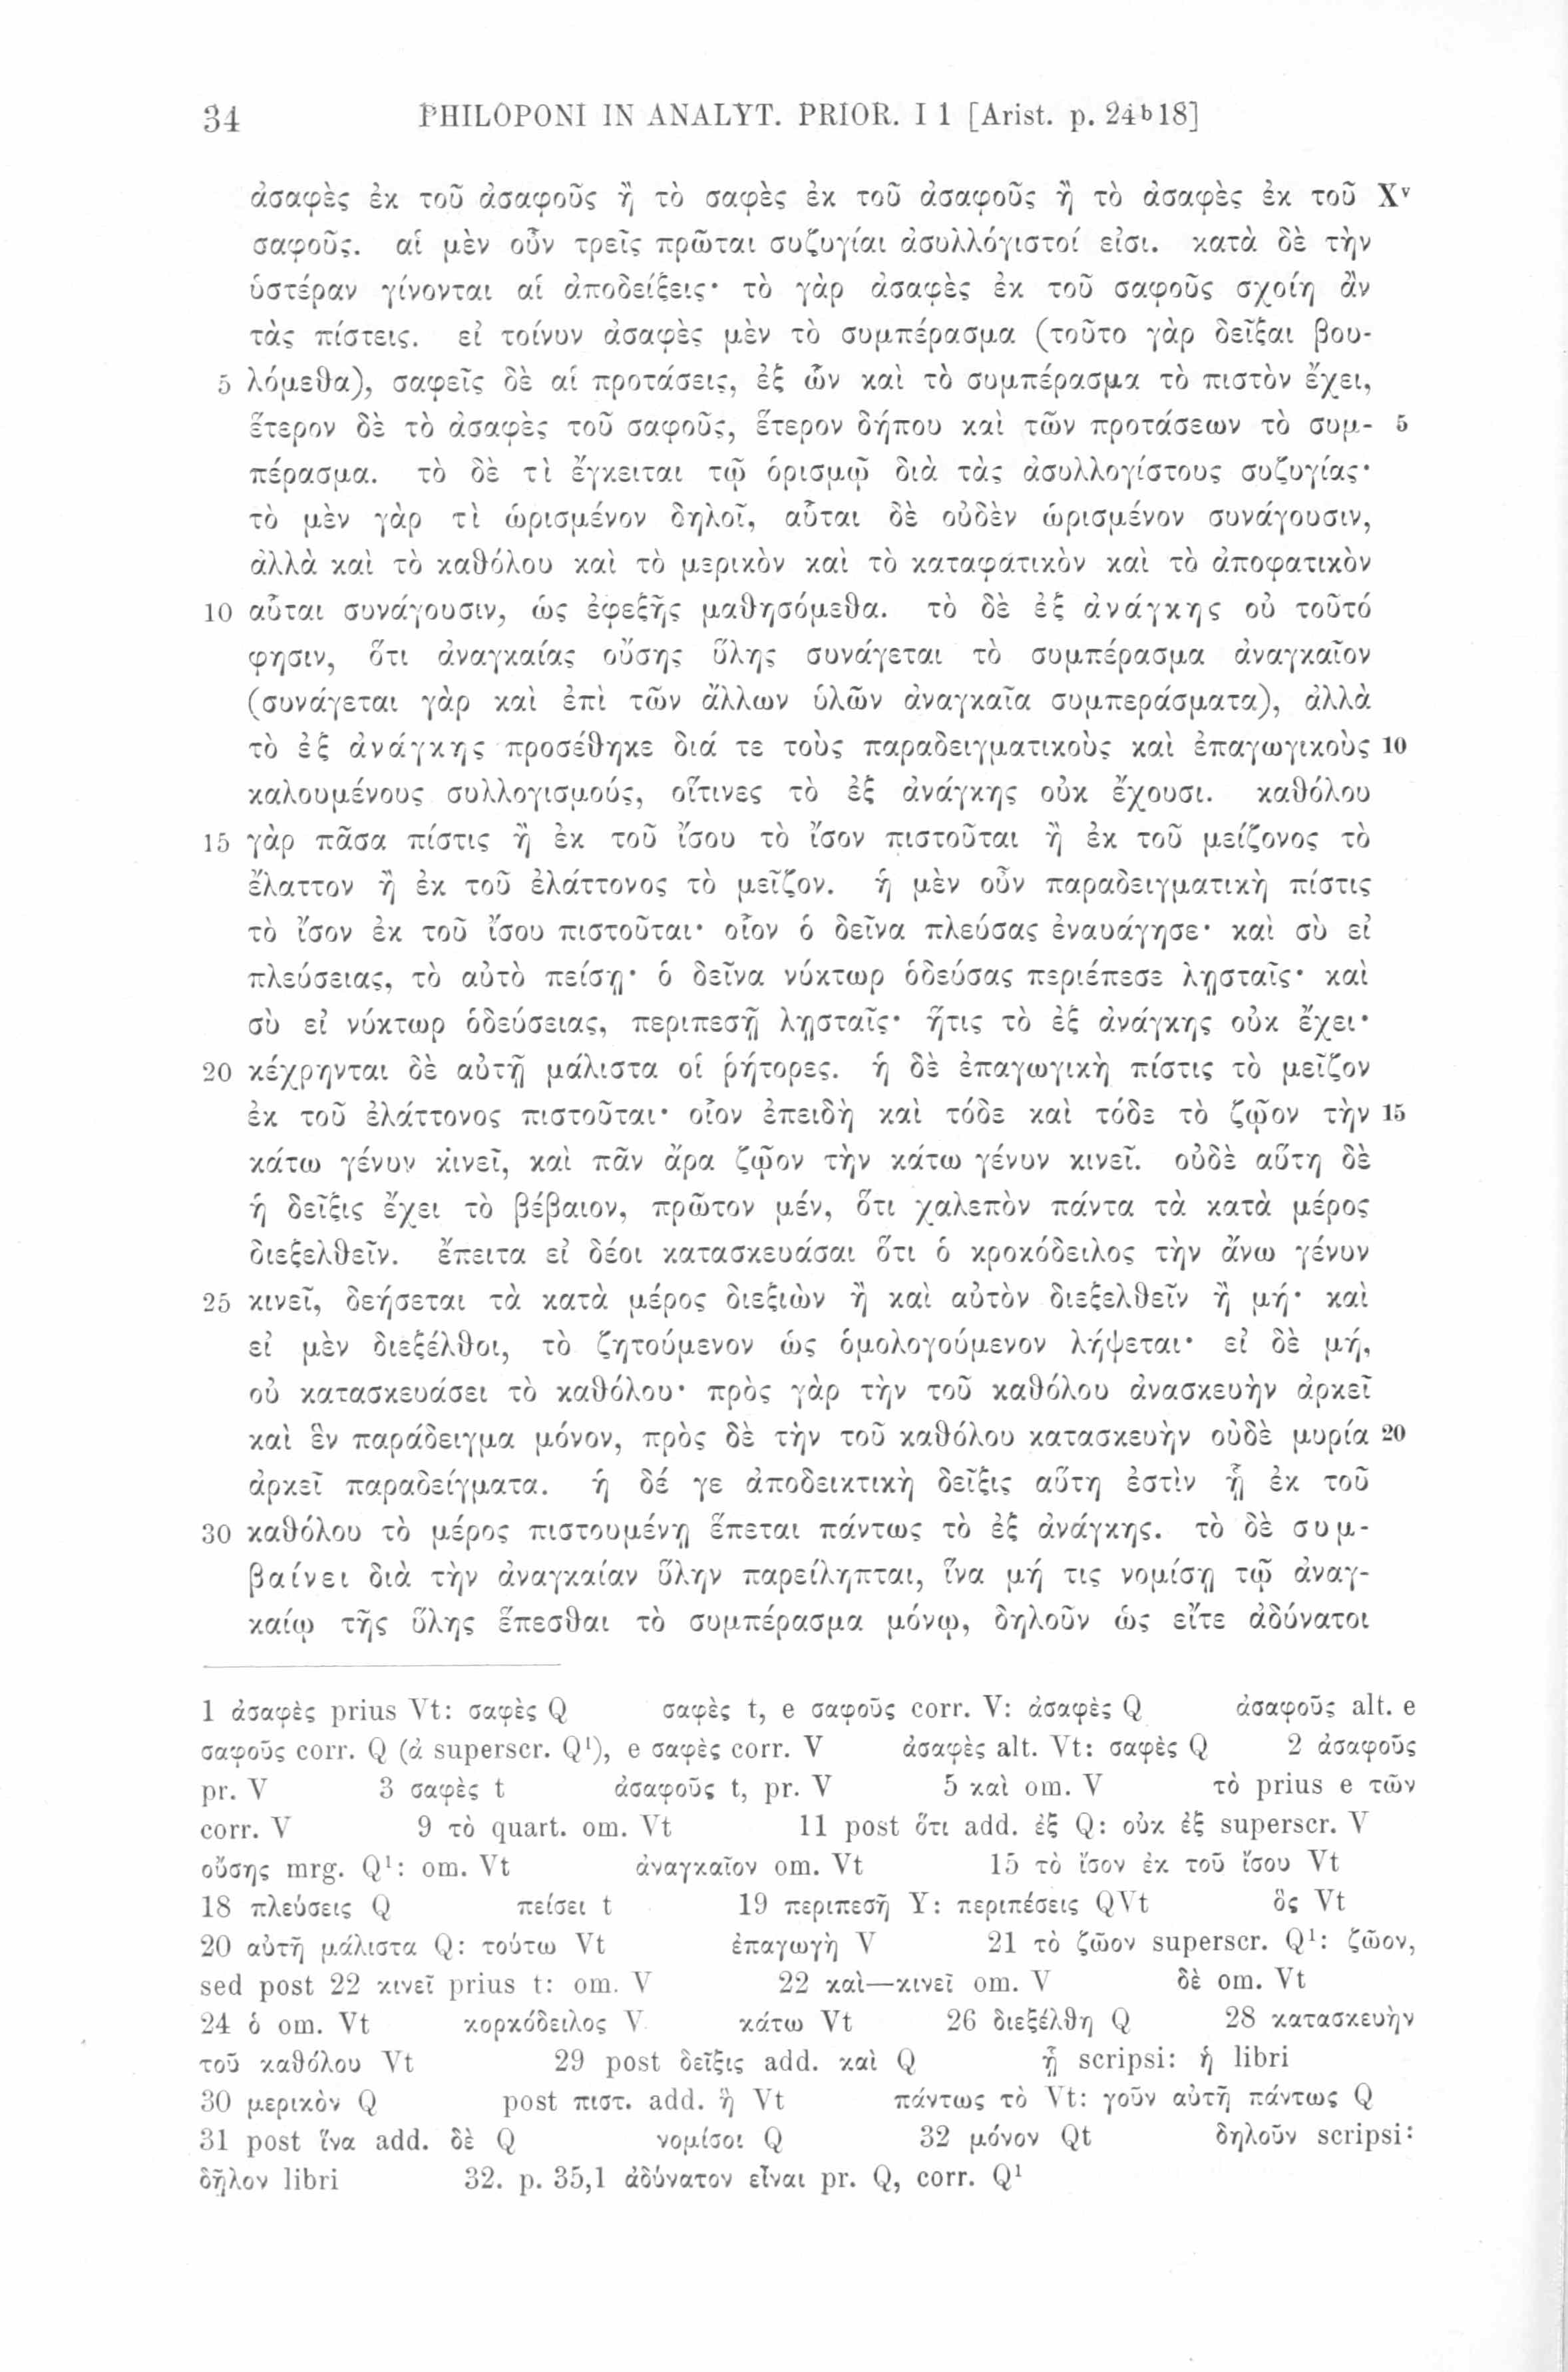 34 PHILOPONI IN ANALYT. PRIOR. I 1 [Arist. p. 24b18]
ἀσαφὲς ἐκ τοῦ ἀσαφοῦς ἢ τὸ σαφὲς ἐκ τοῦ ἀσαφοῦς ἢ τὸ ἀσαφὲς ἐκ τοῦ Xᵛ
σαφοῦς. αἱ μὲν οὖν τρεῖς πρῶται συζυγίαι ἀσυλλόγιστοί εἰσι. κατὰ δὲ τὴν
ὑστέραν γίνονται αἱ ἀποδείξεις· τὸ γὰρ ἀσαφὲς ἐκ τοῦ σαφοῦς σχοίη ἂν
τὰς πίστεις. εἰ τοίνυν ἀσαφὲς μὲν τὸ συμπέρασμα (τοῦτο γὰρ δεῖξαι βου-
5 λόμεθα), σαφεῖς δὲ αἱ προτάσεις, ἐξ ὧν καὶ τὸ συμπέρασμα τὸ πιστὸν ἔχει,
ἕτερον δὲ τὸ ἀσαφὲς τοῦ σαφοῦς, ἕτερον δήπου καὶ τῶν προτάσεων τὸ συμ- 5
πέρασμα. τὸ δὲ τὶ ἔγκειται τῷ ὁρισμῷ διὰ τὰς ἀσυλλογίστους συζυγίας·
τὸ μὲν γὰρ τὶ ὡρισμένον δηλοῖ, αὗται δὲ οὐδὲν ὡρισμένον συνάγουσιν,
ἀλλὰ καὶ τὸ καθόλου καὶ τὸ μερικὸν καὶ τὸ καταφατικὸν καὶ τὸ ἀποφατικὸν
10 αὗται συνάγουσιν, ὡς ἐφεξῆς μαθησόμεθα. τὸ δὲ ἐξ ἀνάγκης οὐ τοῦτό
φησιν, ὅτι ἀναγκαίας οὔσης ὕλης συνάγεται τὸ συμπέρασμα ἀναγκαῖον
(συνάγεται γὰρ καὶ ἐπὶ τῶν ἄλλων ὑλῶν ἀναγκαῖα συμπεράσματα), ἀλλὰ
τὸ ἐξ ἀνάγκης προσέθηκε διά τε τοὺς παραδειγματικοὺς καὶ ἐπαγωγικοὺς 10
καλουμένους συλλογισμούς, οἵτινες τὸ ἐξ ἀνάγκης οὐκ ἔχουσι. καθόλου
15 γὰρ πᾶσα πίστις ἢ ἐκ τοῦ ἴσου τὸ ἴσον πιστοῦται ἢ ἐκ τοῦ μείζονος τὸ
ἔλαττον ἢ ἐκ τοῦ ἐλάττονος τὸ μεῖζον. ἡ μὲν οὖν παραδειγματικὴ πίστις
τὸ ἴσον ἐκ τοῦ ἴσου πιστοῦται· οἷον ὁ δεῖνα πλεύσας ἐναυάγησε· καὶ σὺ εἰ
πλεύσειας, τὸ αὐτὸ πείσῃ· ὁ δεῖνα νύκτωρ ὁδεύσας περιέπεσε λῃσταῖς· καὶ
σὺ εἰ νύκτωρ ὁδεύσειας, περιπεσῇ λῃσταῖς· ἥτις τὸ ἐξ ἀνάγκης οὐκ ἔχει·
20 κέχρηνται δὲ αὐτῇ μάλιστα οἱ ῥήτορες. ἡ δὲ ἐπαγωγικὴ πίστις τὸ μεῖζον
ἐκ τοῦ ἐλάττονος πιστοῦται· οἷον ἐπειδὴ καὶ τόδε καὶ τόδε τὸ ζῷον τὴν 15
κάτω γένυν κινεῖ, καὶ πᾶν ἄρα ζῷον τὴν κάτω γένυν κινεῖ. οὐδὲ αὕτη δὲ
ἡ δεῖξις ἔχει τὸ βέβαιον, πρῶτον μέν, ὅτι χαλεπὸν πάντα τὰ κατὰ μέρος
διεξελθεῖν. ἔπειτα εἰ δέοι κατασκευάσαι ὅτι ὁ κροκόδειλος τὴν ἄνω γένυν
25 κινεῖ, δεήσεται τὰ κατὰ μέρος διεξιὼν ἢ καὶ αὐτὸν διεξελθεῖν ἢ μή· καὶ
εἰ μὲν διεξέλθοι, τὸ ζητούμενον ὡς ὁμολογούμενον λήψεται· εἰ δὲ μή,
οὐ κατασκευάσει τὸ καθόλου· πρὸς γὰρ τὴν τοῦ καθόλου ἀνασκευὴν ἀρκεῖ
καὶ ἓν παράδειγμα μόνον, πρὸς δὲ τὴν τοῦ καθόλου κατασκευὴν οὐδὲ μυρία 20
ἀρκεῖ παραδείγματα. ἡ δέ γε ἀποδεικτικὴ δεῖξις αὕτη ἐστὶν ᾗ ἐκ τοῦ
30 καθόλου τὸ μέρος πιστουμένῃ ἕπεται πάντως τὸ ἐξ ἀνάγκης. τὸ δὲ συμ-
βαίνει διὰ τὴν ἀναγκαίαν ὕλην παρείληπται, ἵνα μή τις νομίσῃ τῷ ἀναγ-
καίῳ τῆς ὕλης ἕπεσθαι τὸ συμπέρασμα μόνῳ, δηλοῦν ὡς εἴτε ἀδύνατοι
1 ἀσαφὲς prius Vt: σαφὲς Q σαφὲς t, e σαφοῦς corr. V: ἀσαφὲς Q ἀσαφοῦς alt. e
σαφοῦς corr. Q (ἀ superscr. Q¹), e σαφὲς corr. V ἀσαφὲς alt. Vt: σαφὲς Q 2 ἀσαφοῦς
pr. V 3 σαφὲς t ἀσαφοῦς t, pr. V 5 καὶ om. V τὸ prius e τῶν
corr. V 9 τὸ quart. om. Vt 11 post ὅτι add. ἐξ Q: οὐκ ἐξ superscr. V
οὔσης mrg. Q¹: om. Vt ἀναγκαῖον om. Vt 15 τὸ ἴσον ἐκ τοῦ ἴσου Vt
18 πλεύσεις Q πείσει t 19 περιπεσῇ Y: περιπέσεις QVt ὃς Vt
20 αὐτῇ μάλιστα Q: τούτω Vt ἐπαγωγὴ V 21 τὸ ζῷον superscr. Q¹: ζῷον,
sed post 22 κινεῖ prius t: om. V 22 καὶ—κινεῖ om. V δὲ om. Vt
24 ὁ om. Vt κορκόδειλος V κάτω Vt 26 διεξέλθη Q 28 κατασκευὴν
τοῦ καθόλου Vt 29 post δεῖξις add. καὶ Q ᾗ scripsi: ἡ libri
30 μερικὸν Q post πιστ. add. ἢ Vt πάντως τὸ Vt: γοῦν αὐτῇ πάντως Q
31 post ἵνα add. δὲ Q νομίσοι Q 32 μόνον Qt δηλοῦν scripsi:
δῆλον libri 32. p. 35,1 ἀδύνατον εἶναι pr. Q, corr. Q¹